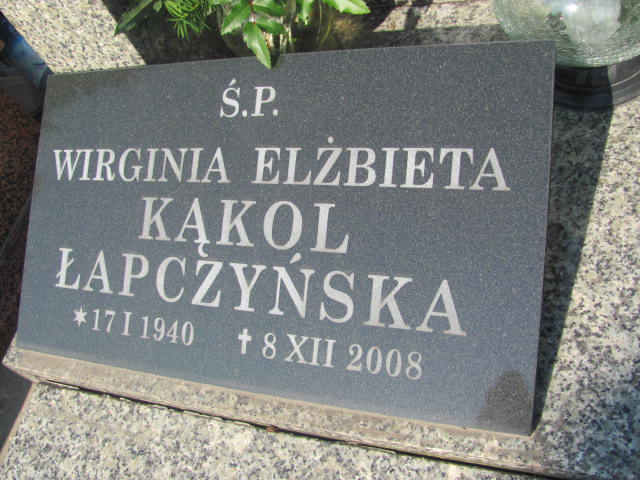 Ś.P.
WIRGINIA ELŻBIETA
KĄKOL
ŁAPCZYŃSKA
✶17 I 1940 ✝8 XII 2008